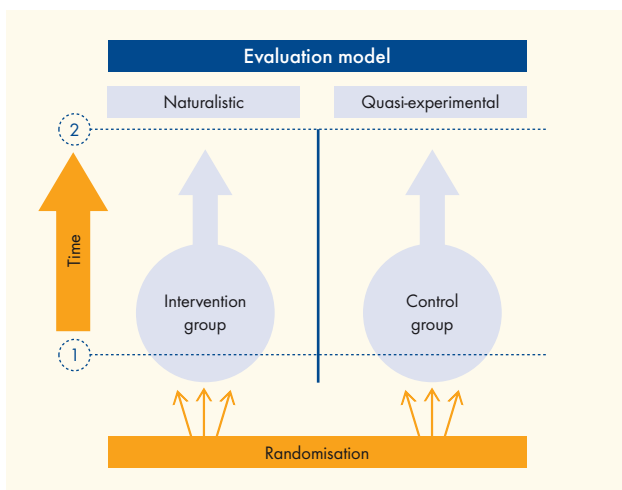 Evaluation model
Naturalistic
Quasi-experimental
2
Time
Intervention
group
Control
group
1
Randomisation